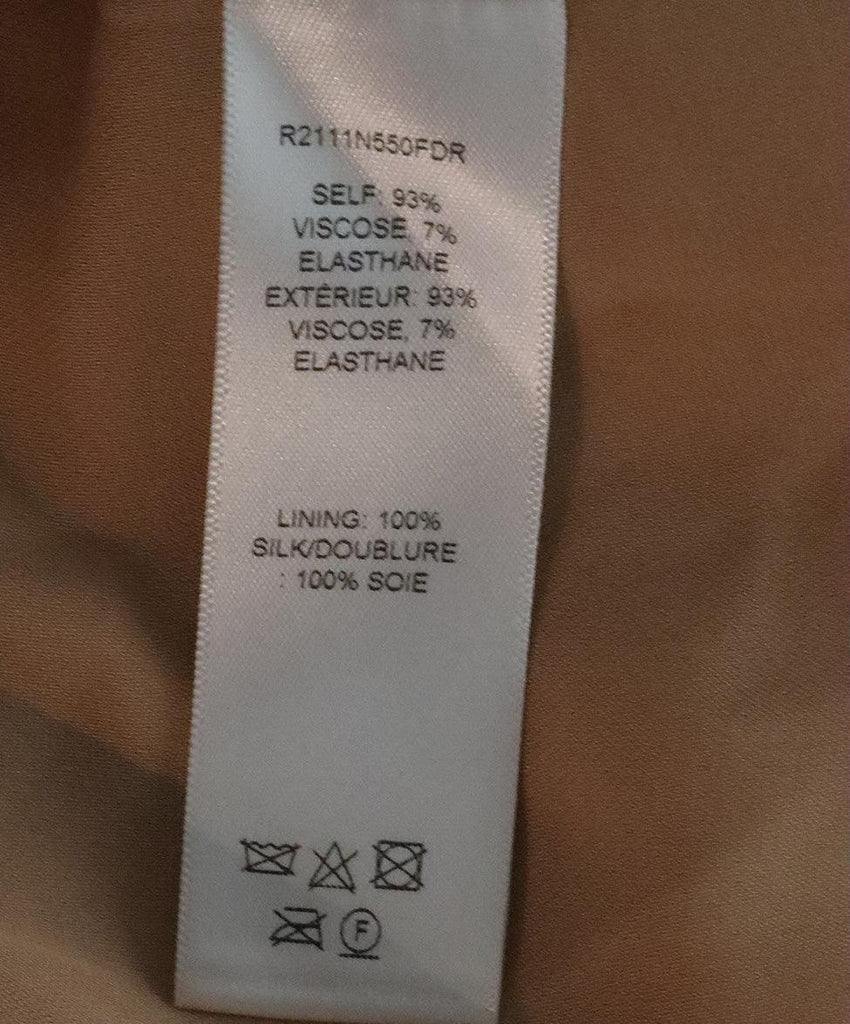 R2111N550FDR
SELF: 93%
VISCOSE, 7%
ELASTHANE
EXTÉRIEUR: 93%
VISCOSE, 7%
ELASTHANE
LINING: 100%
SILK/DOUBLURE
: 100% SOIE
F